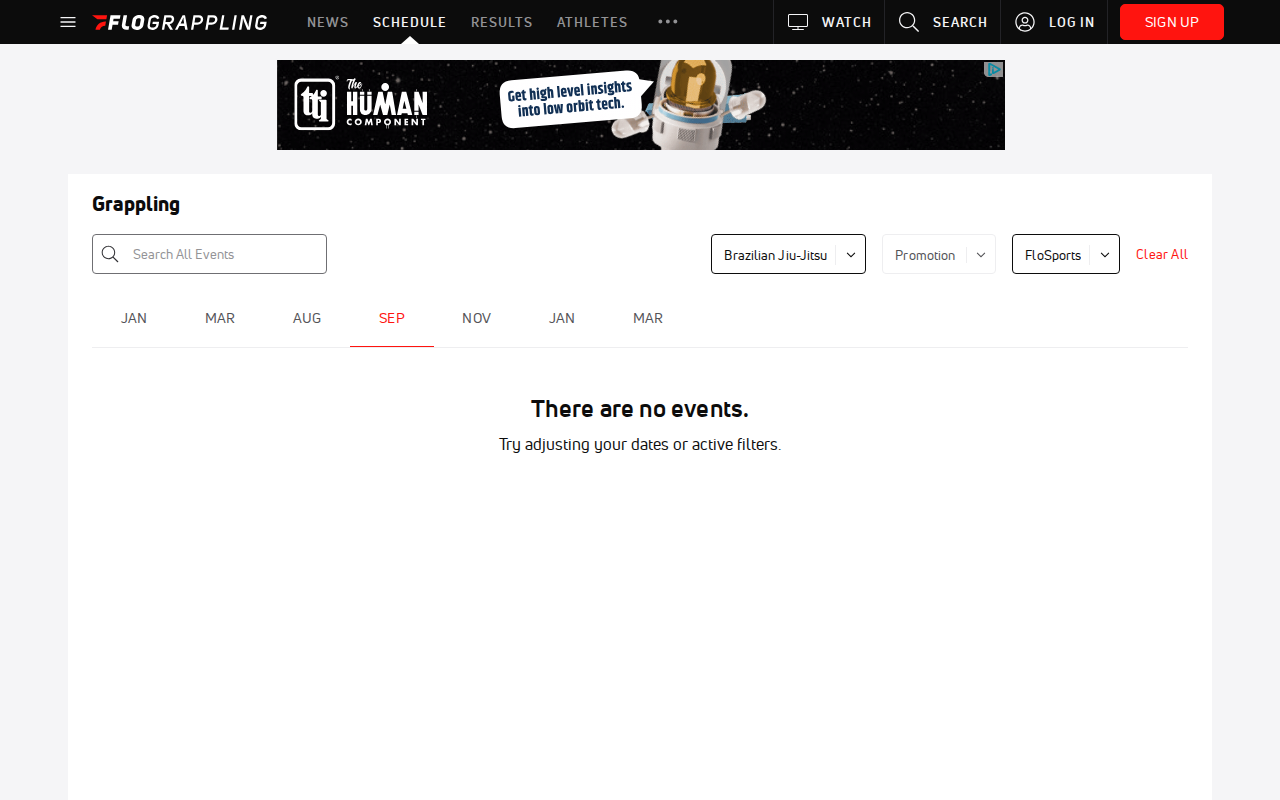 FLOGRAPPLING
NEWS
SCHEDULE
RESULTS
ATHLETES
WATCH
SEARCH
LOG IN
SIGN UP
ttj
The
HUMAN
COMPONENT
Get high level insights
into low orbit tech.
Grappling
Search All Events
Brazilian Jiu-Jitsu
Promotion
FloSports
Clear All
JAN
MAR
AUG
SEP
NOV
JAN
MAR
There are no events.
Try adjusting your dates or active filters.